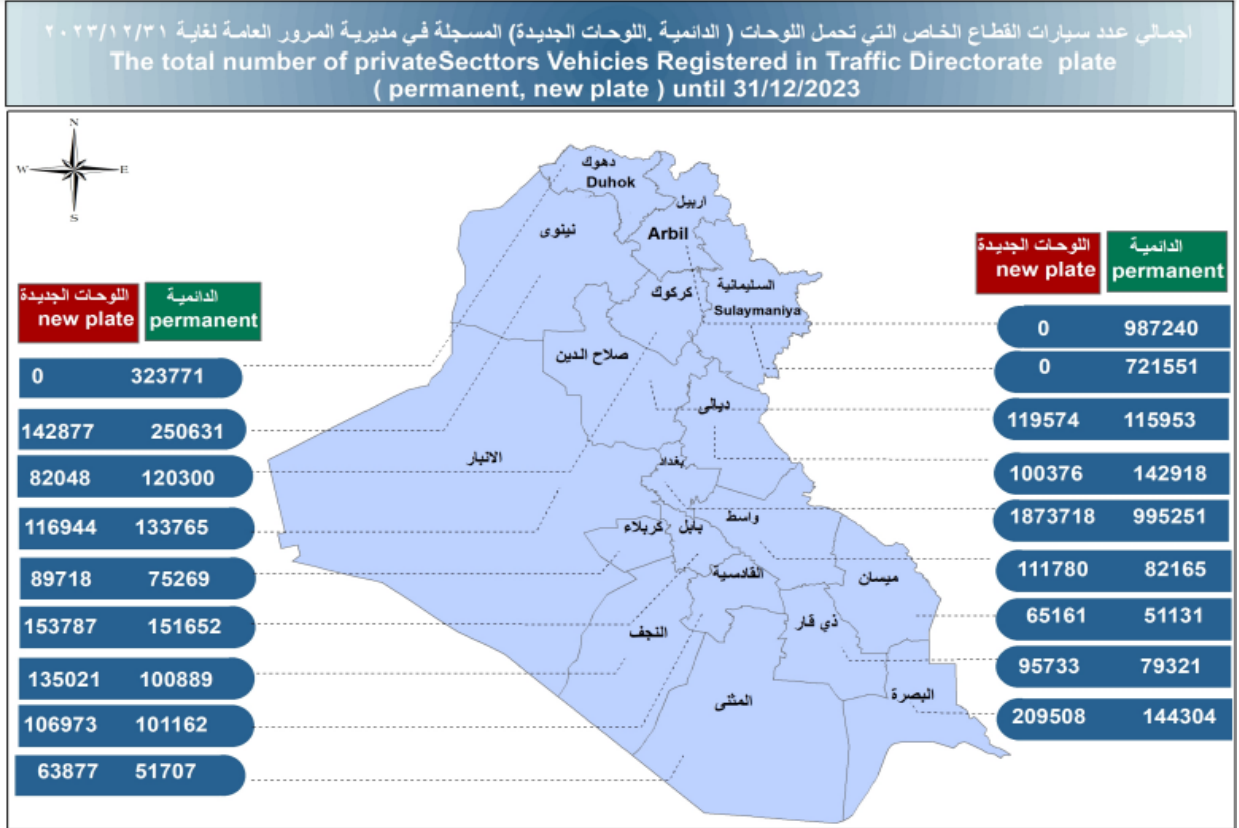 اجمالي عدد سيارات القطاع الخاص التي تحمل اللوحات ( الدائمية .اللوحات الجديدة) المسجلة في مديرية المرور العامة لغاية ٢٠٢٣/١٢/٣١
The total number of privateSecttors Vehicies Registered in Traffic Directorate plate
( permanent, new plate ) until 31/12/2023
N
W E
S
دهوك
Duhok
اربيل
Arbil
نينوى
كركوك
السليمانية
Sulaymaniya
صلاح الدين
ديالى
الانبار
بغداد
واسط
بابل
كربلاء
القادسية
ميسان
النجف
ذي قار
المثنى
البصرة
اللوحات الجديدة الدائمية
new plate permanent
0 323771
142877 250631
82048 120300
116944 133765
89718 75269
153787 151652
135021 100889
106973 101162
63877 51707
اللوحات الجديدة الدائمية
new plate permanent
0 987240
0 721551
119574 115953
100376 142918
1873718 995251
111780 82165
65161 51131
95733 79321
209508 144304